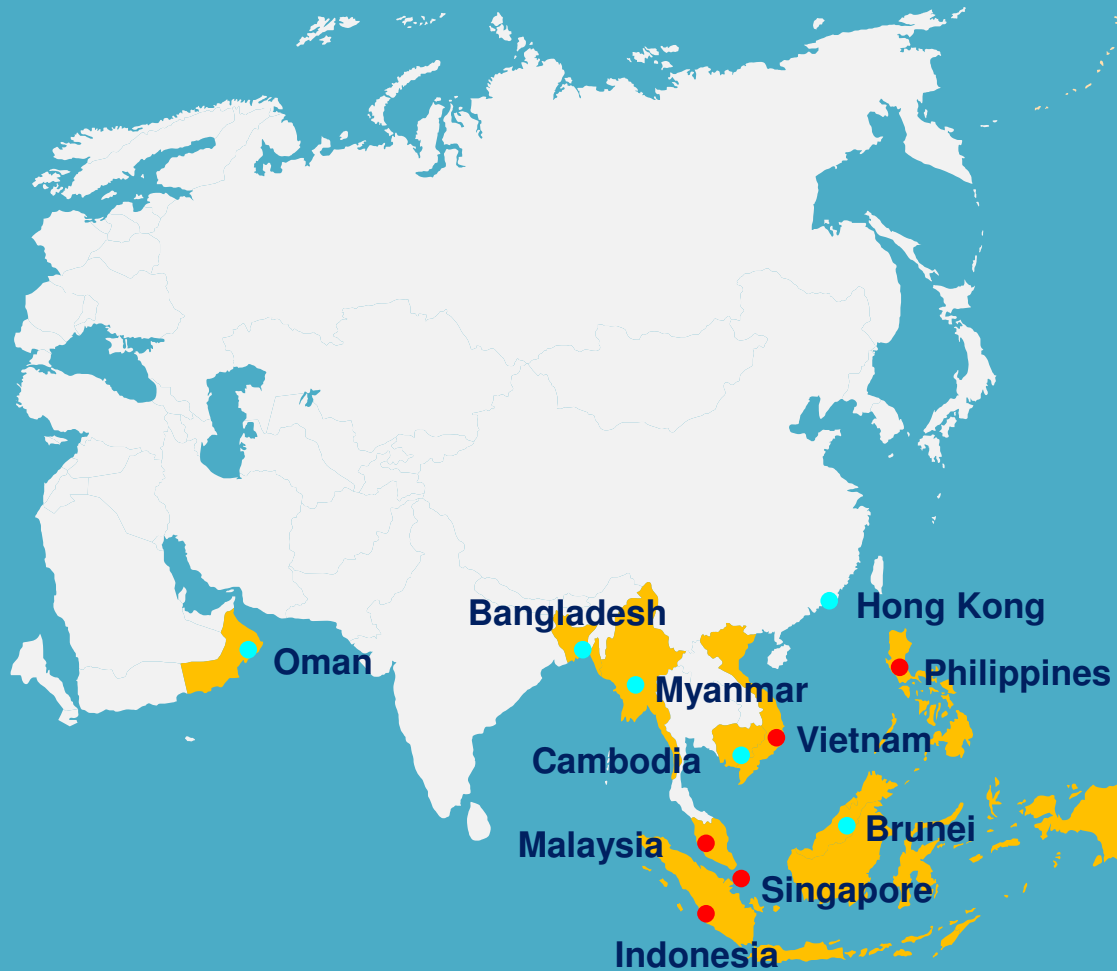 Hong Kong
Bangladesh
Oman
Philippines
Myanmar
Vietnam
Cambodia
Brunei
Malaysia
Singapore
Indonesia